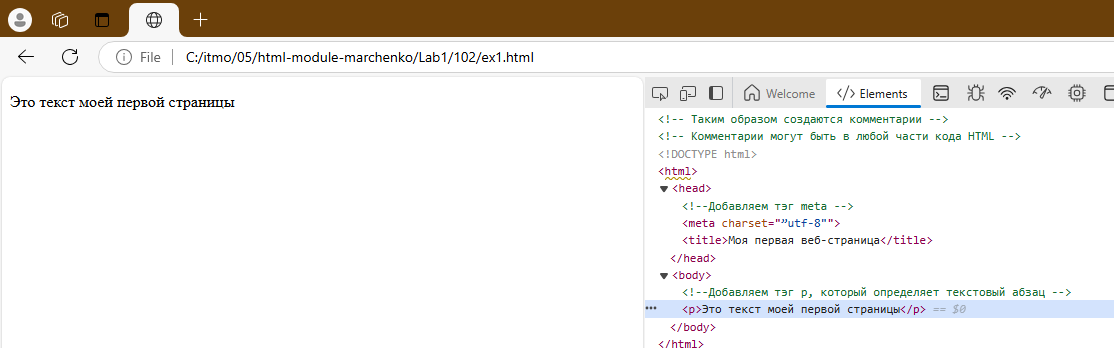 File | C:/itmo/05/html-module-marchenko/Lab1/102/ex1.html
Это текст моей первой страницы
Welcome
Elements
<!-- Таким образом создаются комментарии -->
<!-- Комментарии могут быть в любой части кода HTML -->
<!DOCTYPE html>
<html>
<head>
<!--Добавляем тэг meta -->
<meta charset="”utf-8"">
<title>Моя первая веб-страница</title>
</head>
<body>
<!--Добавляем тэг p, который определяет текстовый абзац -->
<p>Это текст моей первой страницы</p> == $0
</body>
</html>